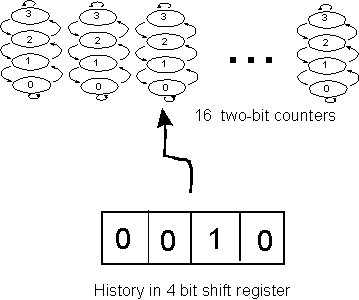 3 3 3 3
2 2 2 2
1 1 1 1
0 0 0 0
16 two-bit counters
0 0 1 0
History in 4 bit shift register